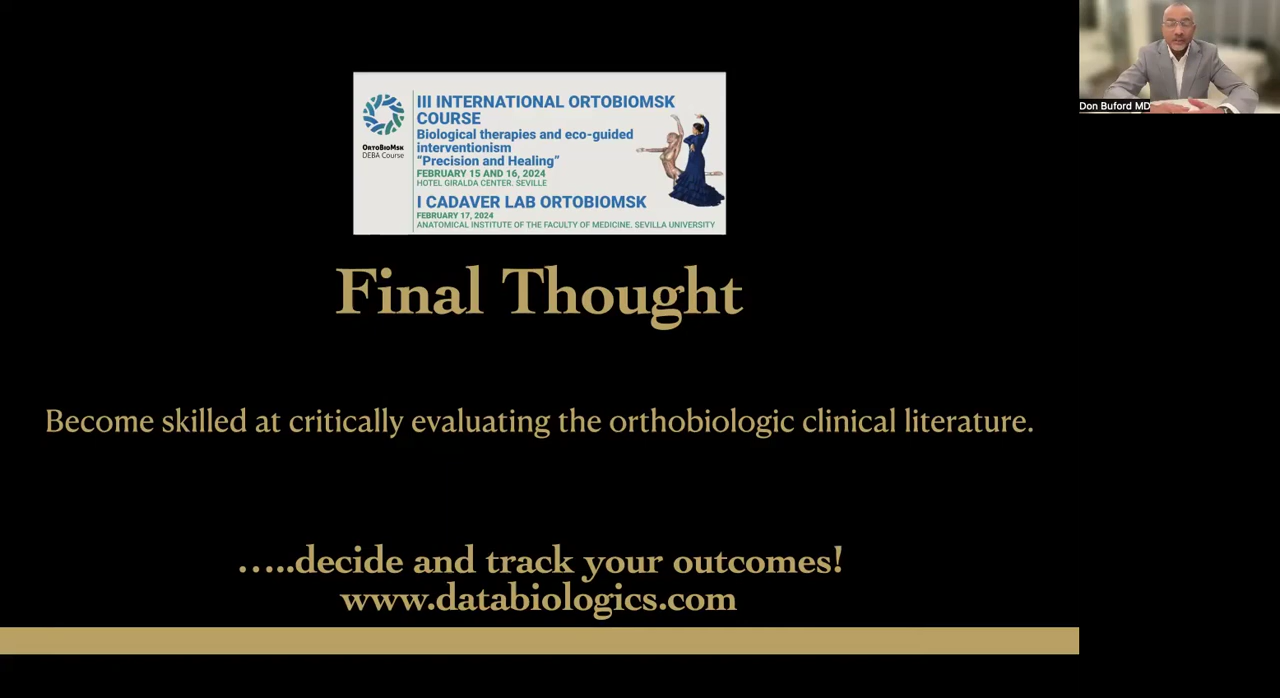 Don Buford MD
III INTERNATIONAL ORTOBIOMSK
COURSE
Biological therapies and eco-guided
interventionism
“Precision and Healing”
FEBRUARY 15 AND 16, 2024
HOTEL GIRALDA CENTER. SEVILLE
ORTOBIOMSK
DEBA Course
I CADAVER LAB ORTOBIOMSK
FEBRUARY 17, 2024
ANATOMICAL INSTITUTE OF THE FACULTY OF MEDICINE. SEVILLA UNIVERSITY
Final Thought
Become skilled at critically evaluating the orthobiologic clinical literature.
…..decide and track your outcomes!
www.databiologics.com